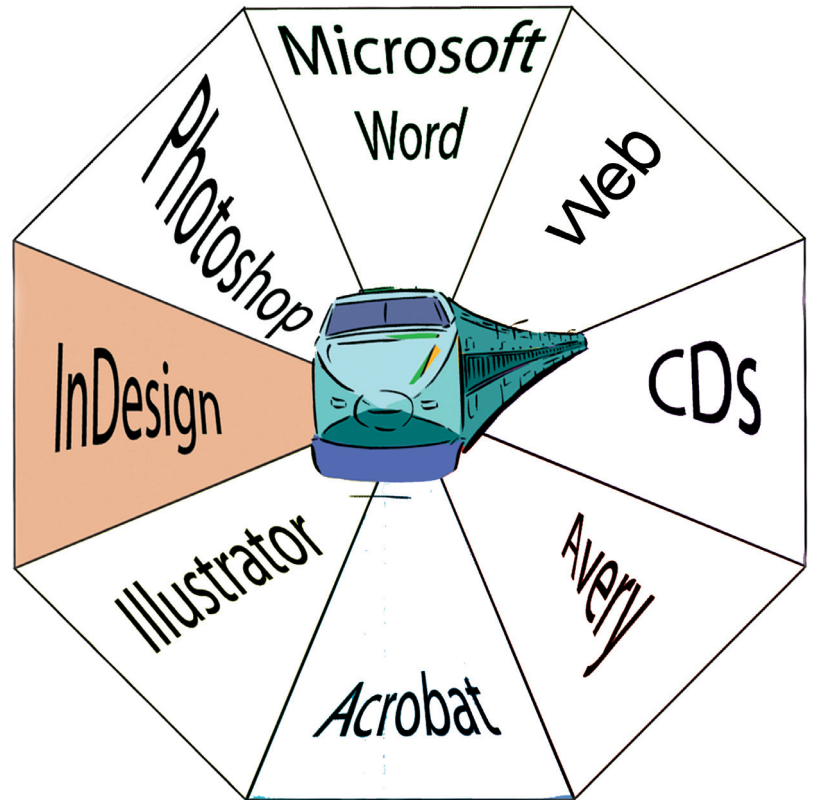 Microsoft
Word
Web
CDs
Avery
Acrobat
Illustrator
InDesign
Photoshop